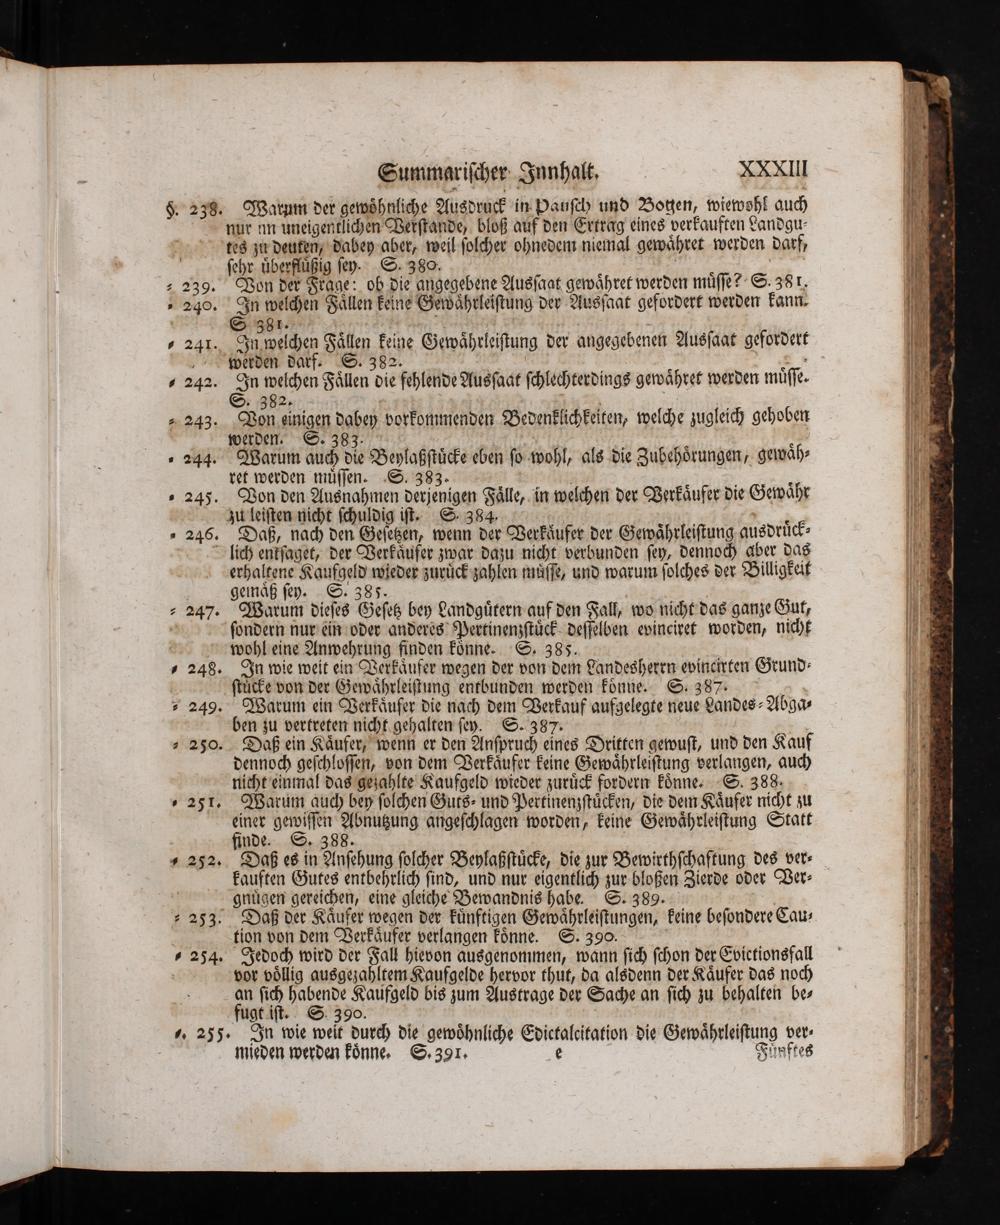 Summarischer Innhalt. XXXIII
§. 238. Warum der gewöhnliche Ausdruck in Pausch und Bogen, wiewohl auch
nur im uneigentlichen Verstande, bloß auf den Ertrag eines verkauften Landgu-
tes zu deuten, dabey aber, weil solcher ohnedem niemal gewähret werden darf,
sehr überflüßig sey. S. 380.
= 239. Von der Frage: ob die angegebene Aussaat gewähret werden müsse? S. 381.
= 240. In welchen Fällen keine Gewährleistung der Aussaat gefordert werden kann.
S 381.
= 241. In welchen Fällen keine Gewährleistung der angegebenen Aussaat gefordert
werden darf. S. 382.
= 242. In welchen Fällen die fehlende Aussaat schlechterdings gewähret werden müsse.
S. 382.
= 243. Von einigen dabey vorkommenden Bedenklichkeiten, welche zugleich gehoben
werden. S. 383.
= 244. Warum auch die Beylaßstücke eben so wohl, als die Zubehörungen, gewäh-
ret werden müssen. S. 383.
= 245. Von den Ausnahmen derjenigen Fälle, in welchen der Verkäufer die Gewähr
zu leisten nicht schuldig ist. S. 384.
= 246. Daß, nach den Gesetzen, wenn der Verkäufer der Gewährleistung ausdrück-
lich entsaget, der Verkäufer zwar dazu nicht verbunden sey, dennoch aber das
erhaltene Kaufgeld wieder zurück zahlen müsse, und warum solches der Billigkeit
gemäß sey. S. 385.
= 247. Warum dieses Gesetz bey Landgütern auf den Fall, wo nicht das ganze Gut,
sondern nur ein oder anderes Pertinenzstück desselben evinciret worden, nicht
wohl eine Anwehrung finden könne. S. 385.
= 248. In wie weit ein Verkäufer wegen der von dem Landesherrn evincirten Grund-
stücke von der Gewährleistung entbunden werden könne. S. 387.
= 249. Warum ein Verkäufer die nach dem Verkauf aufgelegte neue Landes-Abga-
ben zu vertreten nicht gehalten sey. S. 387.
= 250. Daß ein Käufer, wenn er den Anspruch eines Dritten gewust, und den Kauf
dennoch geschlossen, von dem Verkäufer keine Gewährleistung verlangen, auch
nicht einmal das gezahlte Kaufgeld wieder zurück fordern könne. S. 388.
= 251. Warum auch bey solchen Guts- und Pertinenzstücken, die dem Käufer nicht zu
einer gewissen Abnutzung angeschlagen worden, keine Gewährleistung Statt
finde. S. 388.
= 252. Daß es in Ansehung solcher Beylaßstücke, die zur Bewirthschaftung des ver-
kauften Gutes entbehrlich sind, und nur eigentlich zur bloßen Zierde oder Ver-
gnügen gereichen, eine gleiche Bewandnis habe. S. 389.
= 253. Daß der Käufer wegen der künftigen Gewährleistungen, keine besondere Cau-
tion von dem Verkäufer verlangen könne. S. 390.
= 254. Jedoch wird der Fall hievon ausgenommen, wann sich schon der Evictionsfall
vor völlig ausgezahltem Kaufgelde hervor thut, da alsdenn der Käufer das noch
an sich habende Kaufgeld bis zum Austrage der Sache an sich zu behalten be-
fugt ist. S. 390.
=. 255. In wie weit durch die gewöhnliche Edictalcitation die Gewährleistung ver-
mieden werden könne. S. 391. e Fünftes